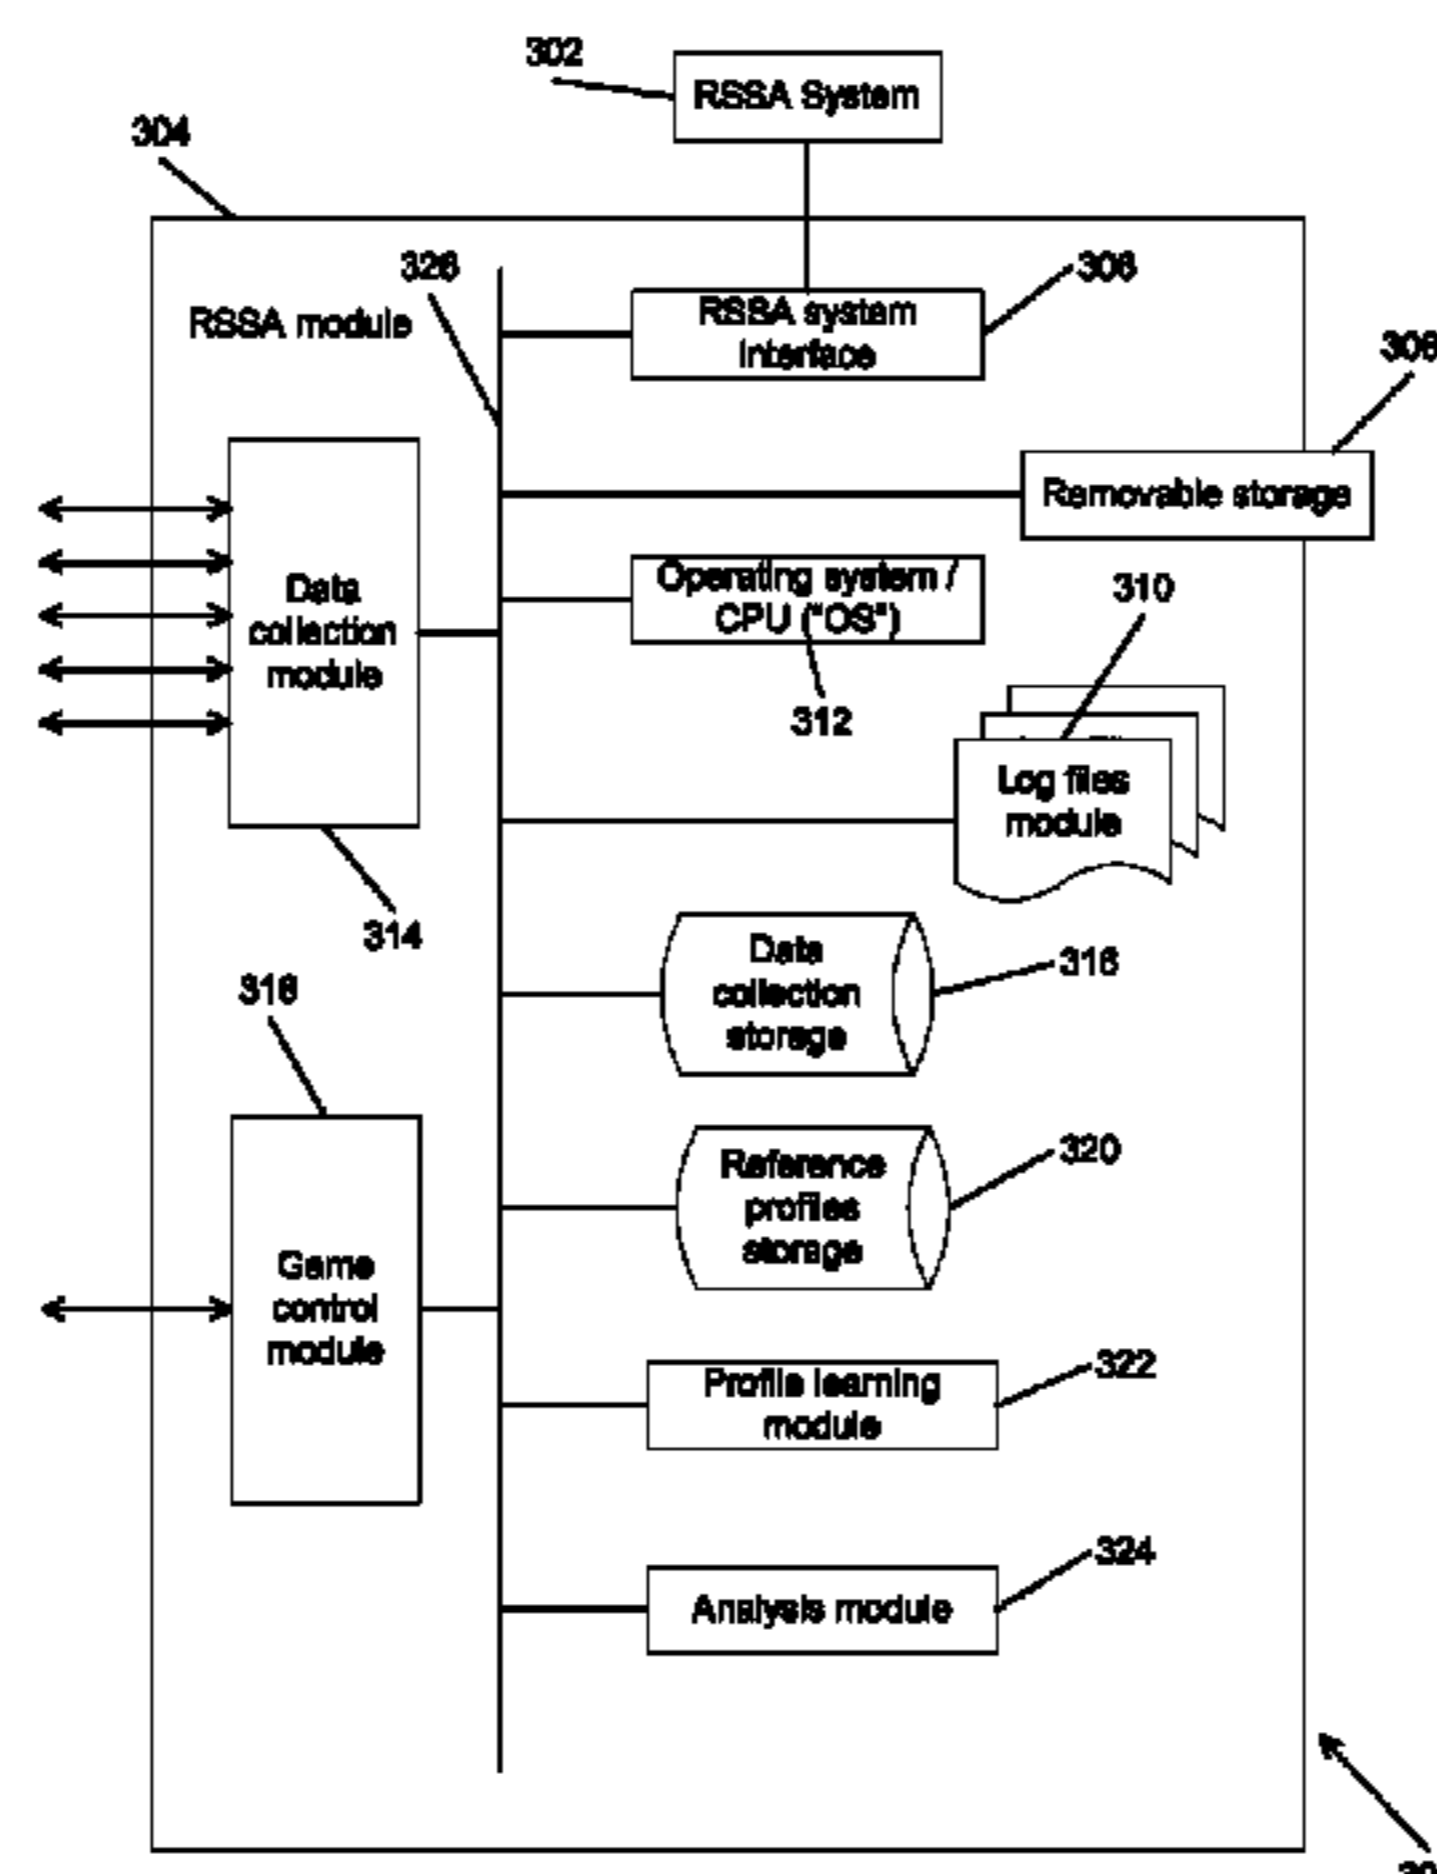 302
RSSA System
304
326
RSSA module
306
RSSA system
Interface
308
Removable storage
Operating system /
CPU ("OS")
310
312
Data
collection
module
Log files
module
314
Data
collection
storage
316
318
Reference
profiles
storage
320
Game
control
module
Profile learning
module
322
324
Analysis module